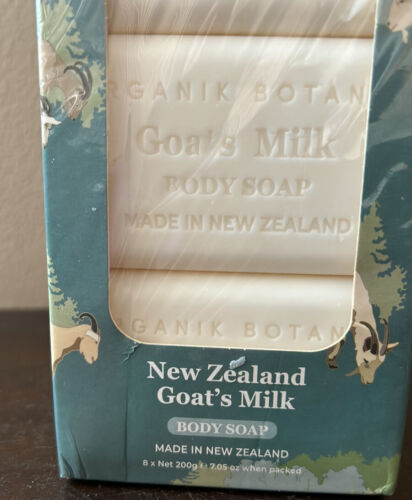 RGANIK BOTAN
Goat's Milk
BODY SOAP
MADE IN NEW ZEALAND
RGANIK BOTAN
New Zealand
Goat's Milk
BODY SOAP
MADE IN NEW ZEALAND
8 x Net 200g ℮ 7.05 oz when packed